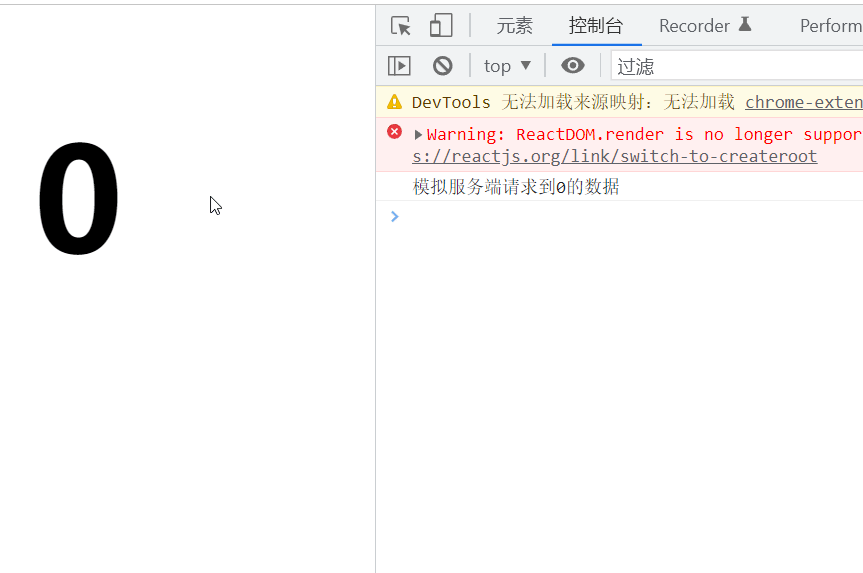 元素 控制台 Recorder Perform
top 过滤
0
DevTools 无法加载来源映射：无法加载 chrome-exten
Warning: ReactDOM.render is no longer suppor
s://reactjs.org/link/switch-to-createroot
模拟服务端请求到0的数据